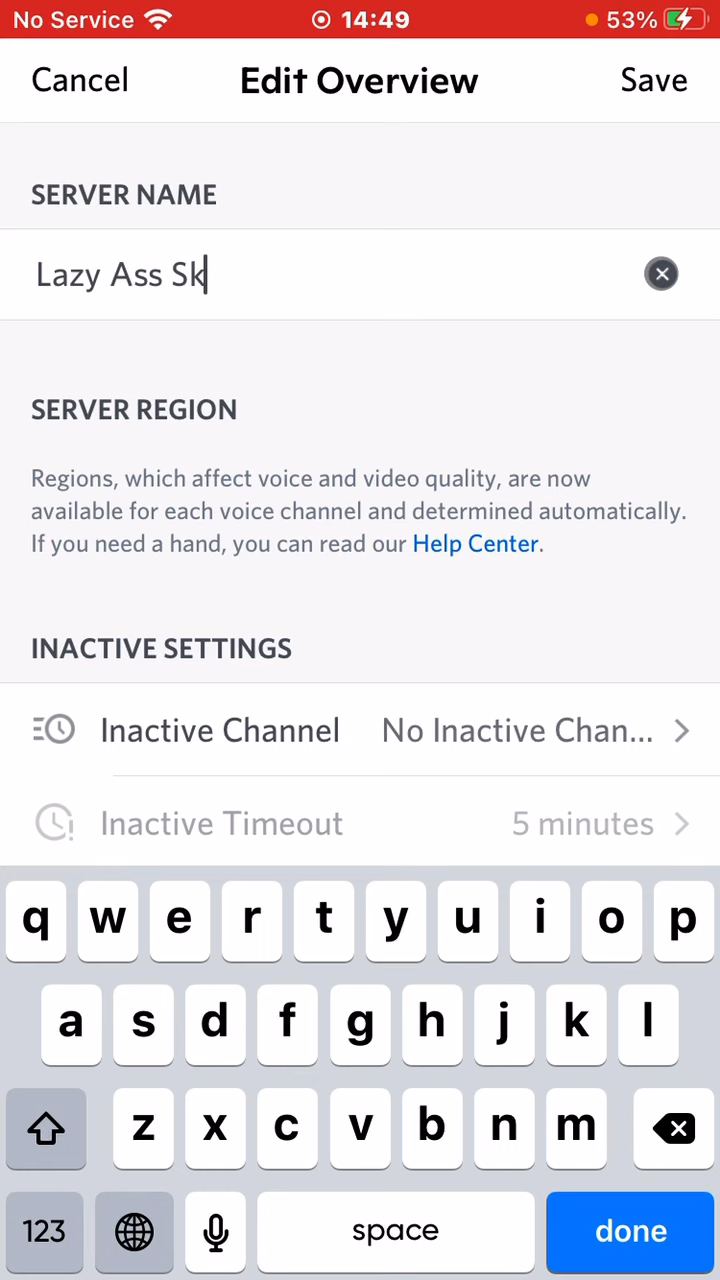 No Service 14:49 53%
Cancel Edit Overview Save
SERVER NAME
Lazy Ass Sk
SERVER REGION
Regions, which affect voice and video quality, are now
available for each voice channel and determined automatically.
If you need a hand, you can read our Help Center.
INACTIVE SETTINGS
Inactive Channel No Inactive Chan...
Inactive Timeout 5 minutes
q w e r t y u i o p
a s d f g h j k l
z x c v b n m
123 space done